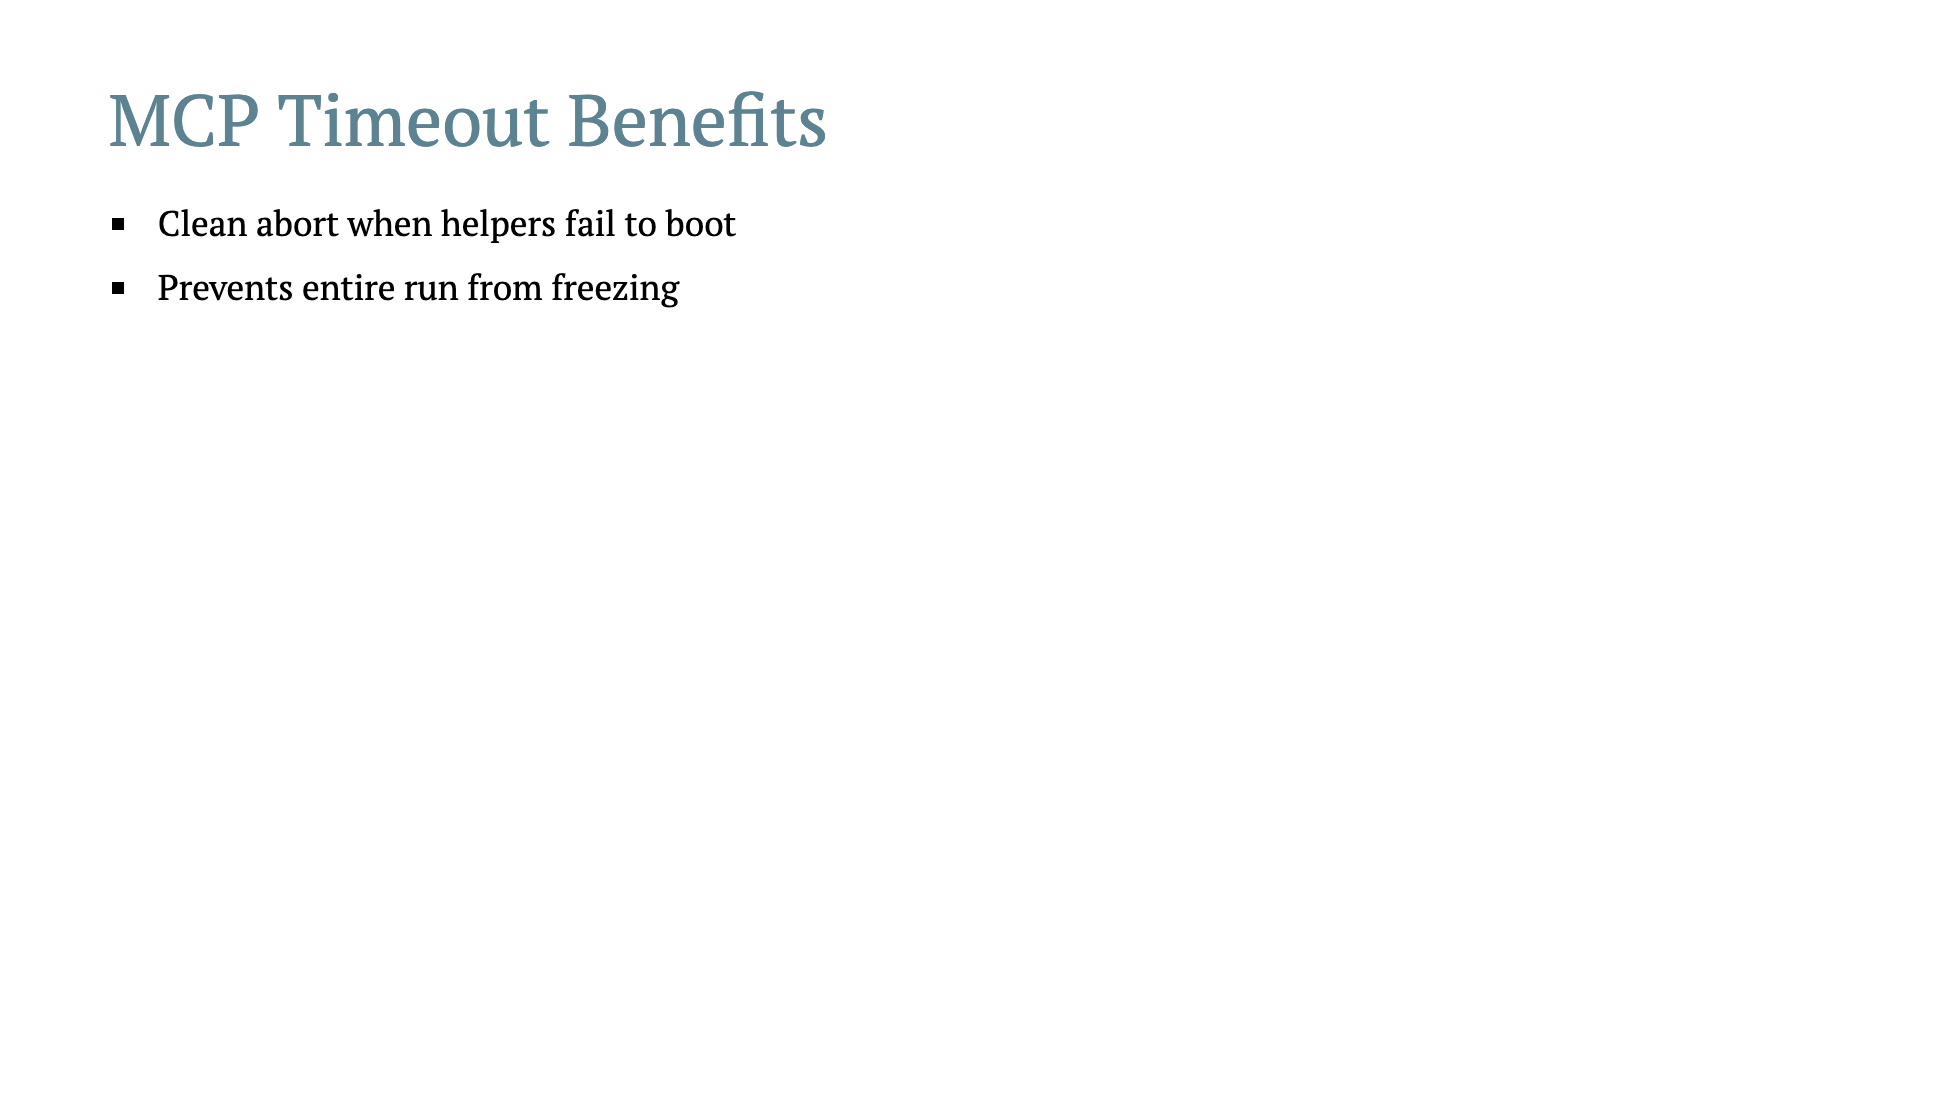 MCP Timeout Benefits
▪ Clean abort when helpers fail to boot
▪ Prevents entire run from freezing